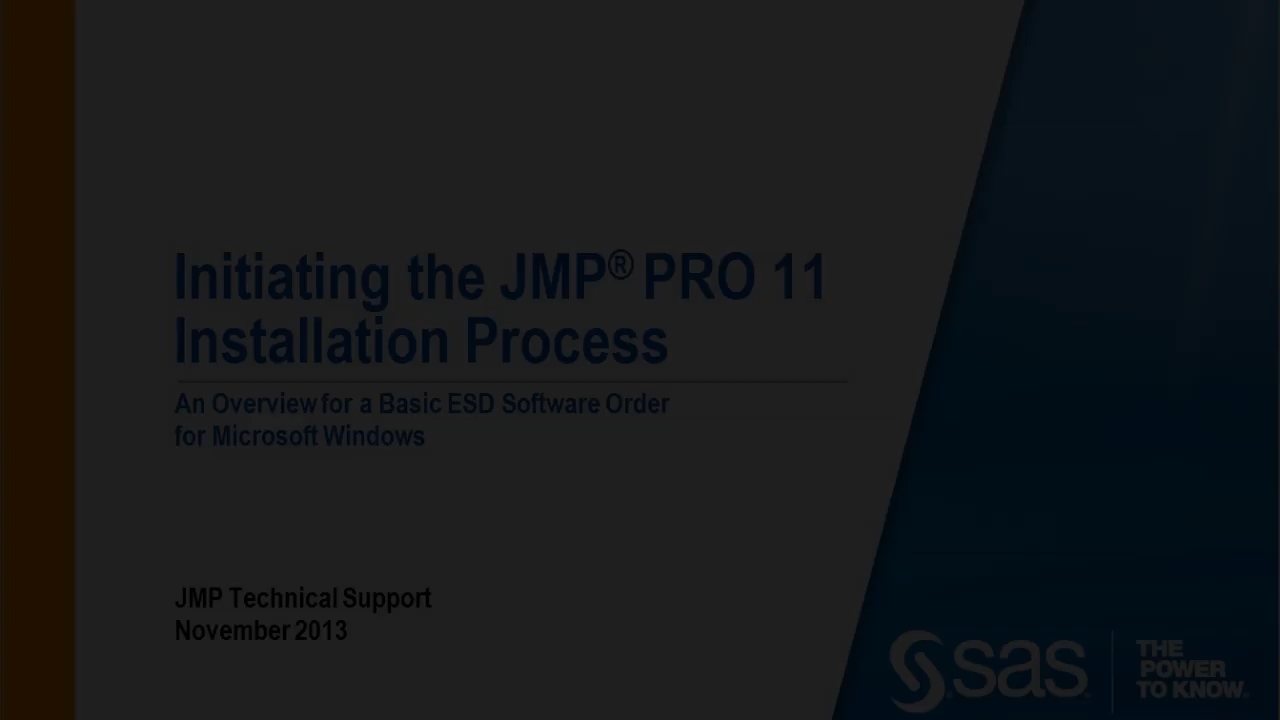 Initiating the JMP® PRO 11
Installation Process
An Overview for a Basic ESD Software Order
for Microsoft Windows
JMP Technical Support
November 2013
sas
THE
POWER
TO KNOW®